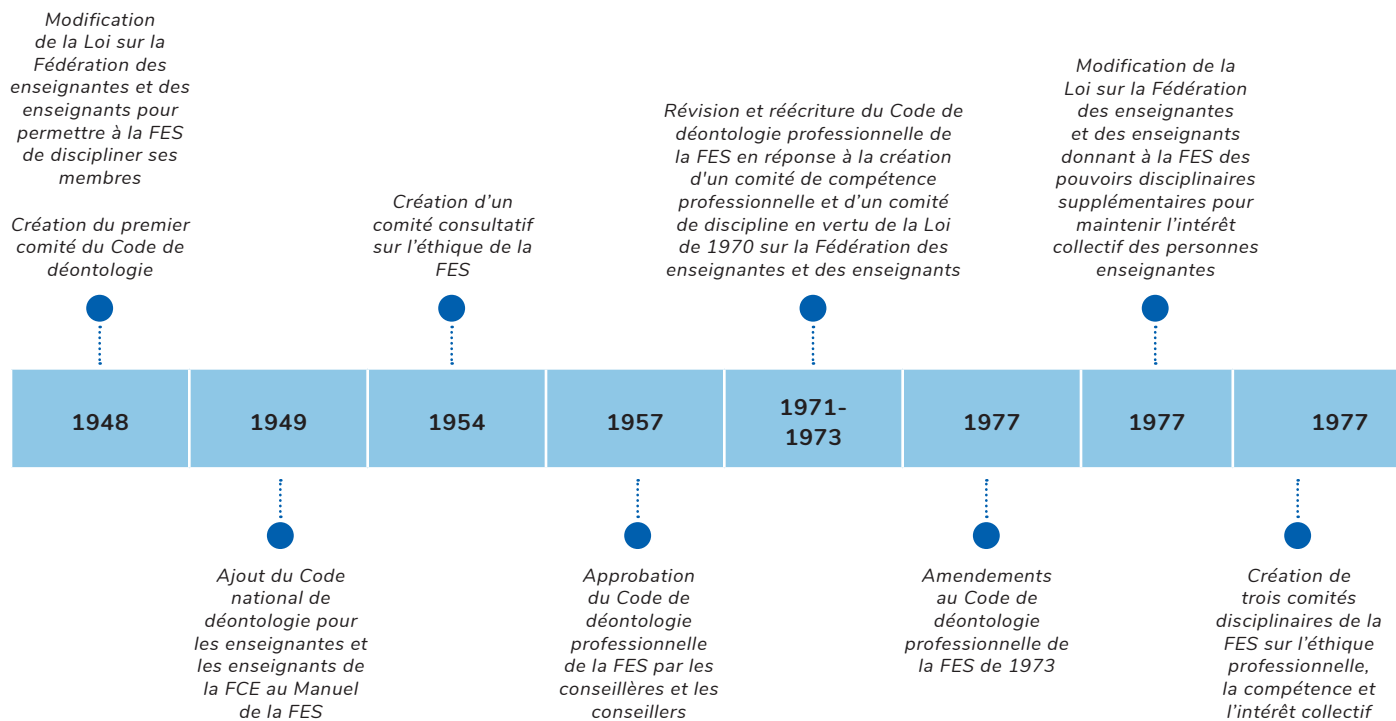 Modification
de la Loi sur la
Fédération des
enseignantes et des
enseignants pour
permettre à la FES
de discipliner ses
membres
Création du premier
comité du Code de
déontologie
Création d’un
comité consultatif
sur l’éthique de la
FES
Révision et réécriture du Code de
déontologie professionnelle de
la FES en réponse à la création
d'un comité de compétence
professionnelle et d’un comité
de discipline en vertu de la Loi
de 1970 sur la Fédération des
enseignantes et des enseignants
Modification de la
Loi sur la Fédération
des enseignantes
et des enseignants
donnant à la FES des
pouvoirs disciplinaires
supplémentaires pour
maintenir l’intérêt
collectif des personnes
enseignantes
1948
1949
1954
1957
1971-
1973
1977
1977
1977
Ajout du Code
national de
déontologie pour
les enseignantes et
les enseignants de
la FCE au Manuel
de la FES
Approbation
du Code de
déontologie
professionnelle
de la FES par les
conseillères et les
conseillers
Amendements
au Code de
déontologie
professionnelle de
la FES de 1973
Création de
trois comités
disciplinaires de la
FES sur l’éthique
professionnelle,
la compétence et
l’intérêt collectif